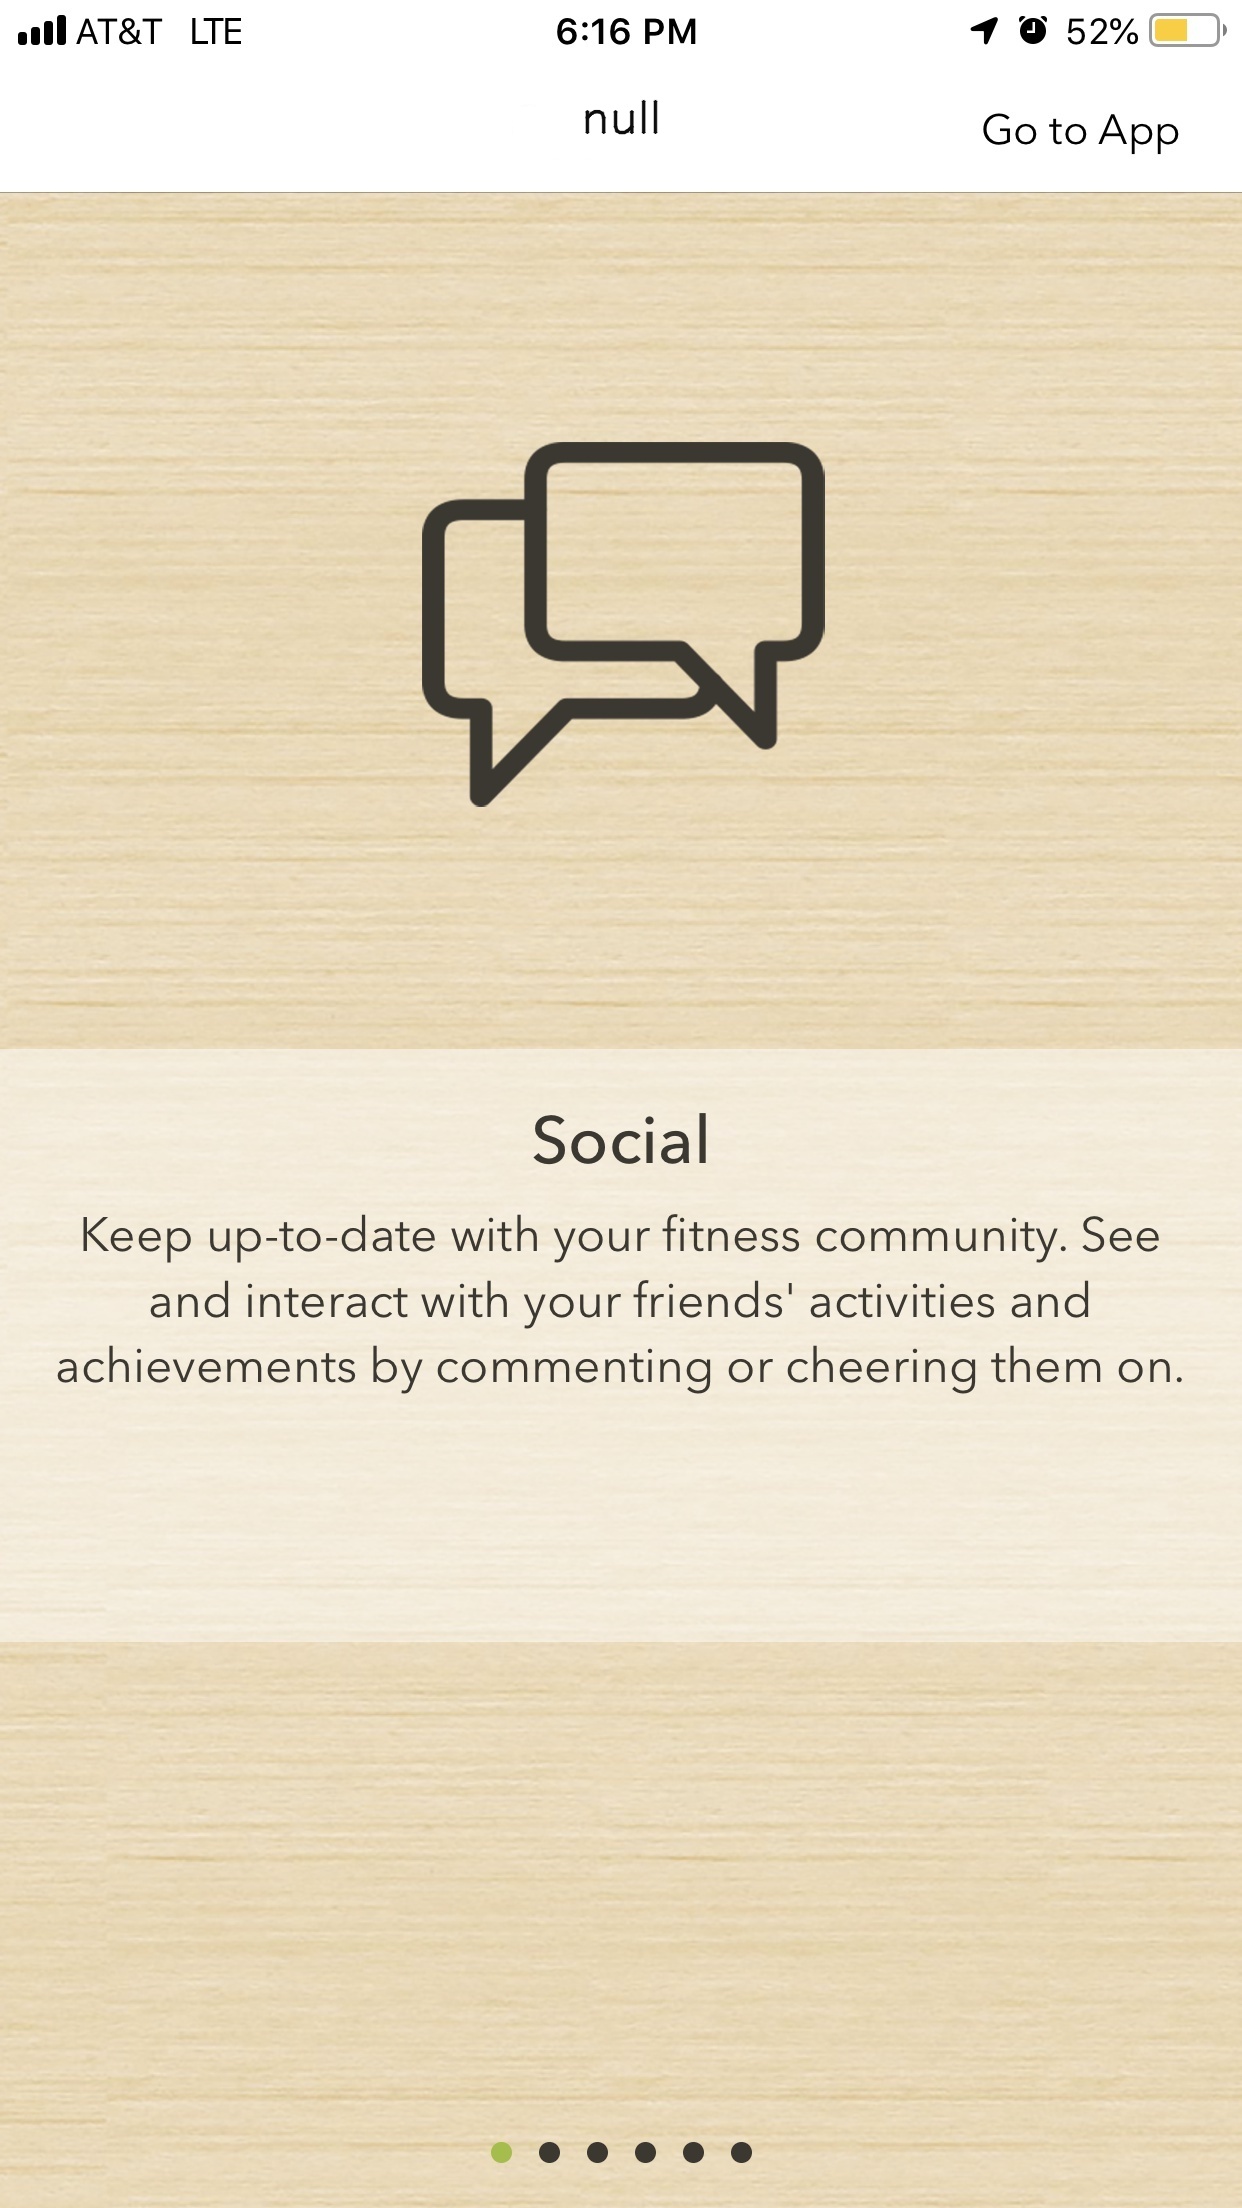 AT&T LTE 6:16 PM 52%
null
Go to App
Social
Keep up-to-date with your fitness community. See
and interact with your friends' activities and
achievements by commenting or cheering them on.